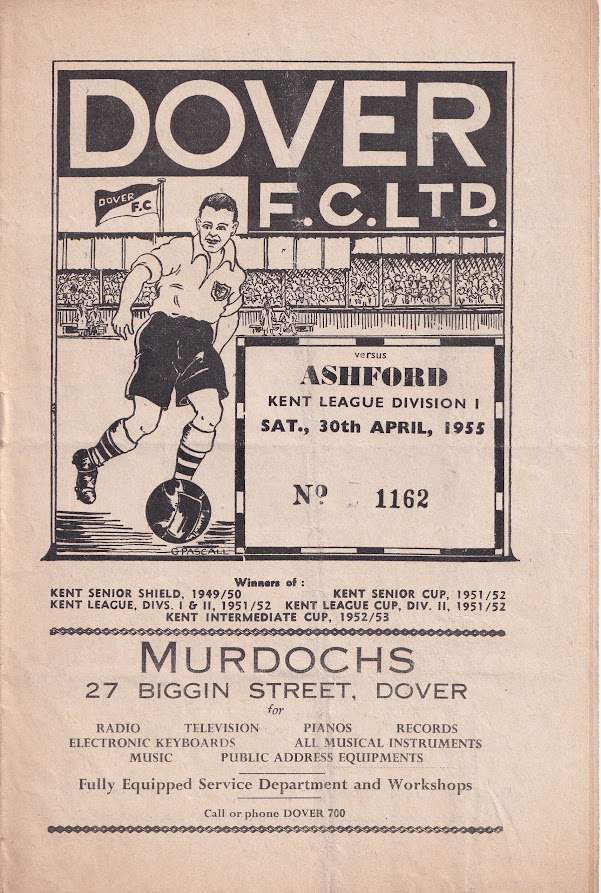 DOVER
F.C. LTD.
DOVER
F.C
versus
ASHFORD
KENT LEAGUE DIVISION I
SAT., 30th APRIL, 1955
Nº 1162
G PASCALL
Winners of :
KENT SENIOR SHIELD, 1949/50 KENT SENIOR CUP, 1951/52
KENT LEAGUE, DIVS. I & II, 1951/52 KENT LEAGUE CUP, DIV. II, 1951/52
KENT INTERMEDIATE CUP, 1952/53
MURDOCHS
27 BIGGIN STREET, DOVER
for
RADIO TELEVISION PIANOS RECORDS
ELECTRONIC KEYBOARDS ALL MUSICAL INSTRUMENTS
MUSIC PUBLIC ADDRESS EQUIPMENTS
Fully Equipped Service Department and Workshops
Call or phone DOVER 700